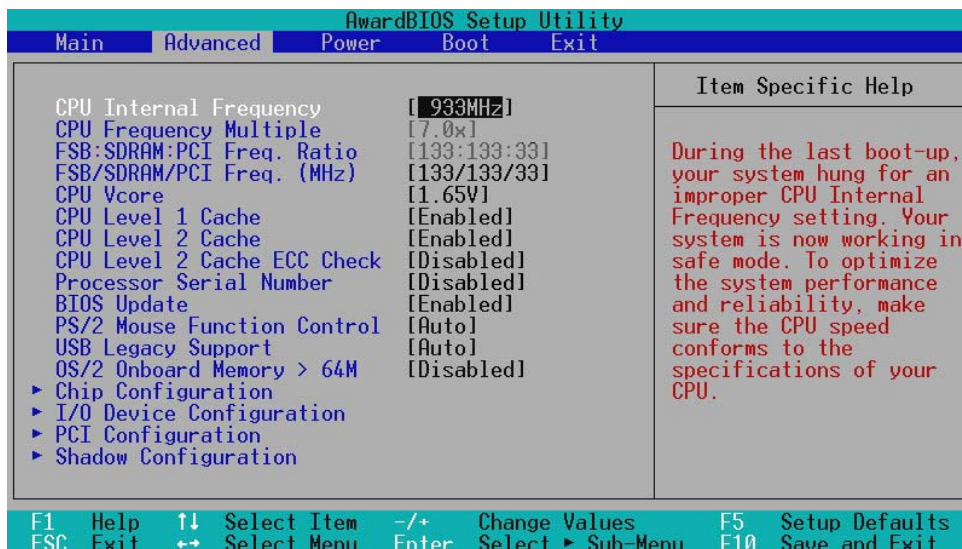 AwardBIOS Setup Utility
Main Advanced Power Boot Exit
Item Specific Help
CPU Internal Frequency [ 933MHz]
CPU Frequency Multiple [7.0x]
FSB:SDRAM:PCI Freq. Ratio [133:133:33]
FSB/SDRAM/PCI Freq. (MHz) [133/133/33]
CPU Vcore [1.65V]
CPU Level 1 Cache [Enabled]
CPU Level 2 Cache [Enabled]
CPU Level 2 Cache ECC Check [Disabled]
Processor Serial Number [Disabled]
BIOS Update [Enabled]
PS/2 Mouse Function Control [Auto]
USB Legacy Support [Auto]
OS/2 Onboard Memory > 64M [Disabled]
► Chip Configuration
► I/O Device Configuration
► PCI Configuration
► Shadow Configuration
During the last boot-up,
your system hung for an
improper CPU Internal
Frequency setting. Your
system is now working in
safe mode. To optimize
the system performance
and reliability, make
sure the CPU speed
conforms to the
specifications of your
CPU.
F1 Help ↑↓ Select Item -/+ Change Values F5 Setup Defaults
ESC Exit ↔ Select Menu Enter Select ► Sub-Menu F10 Save and Exit